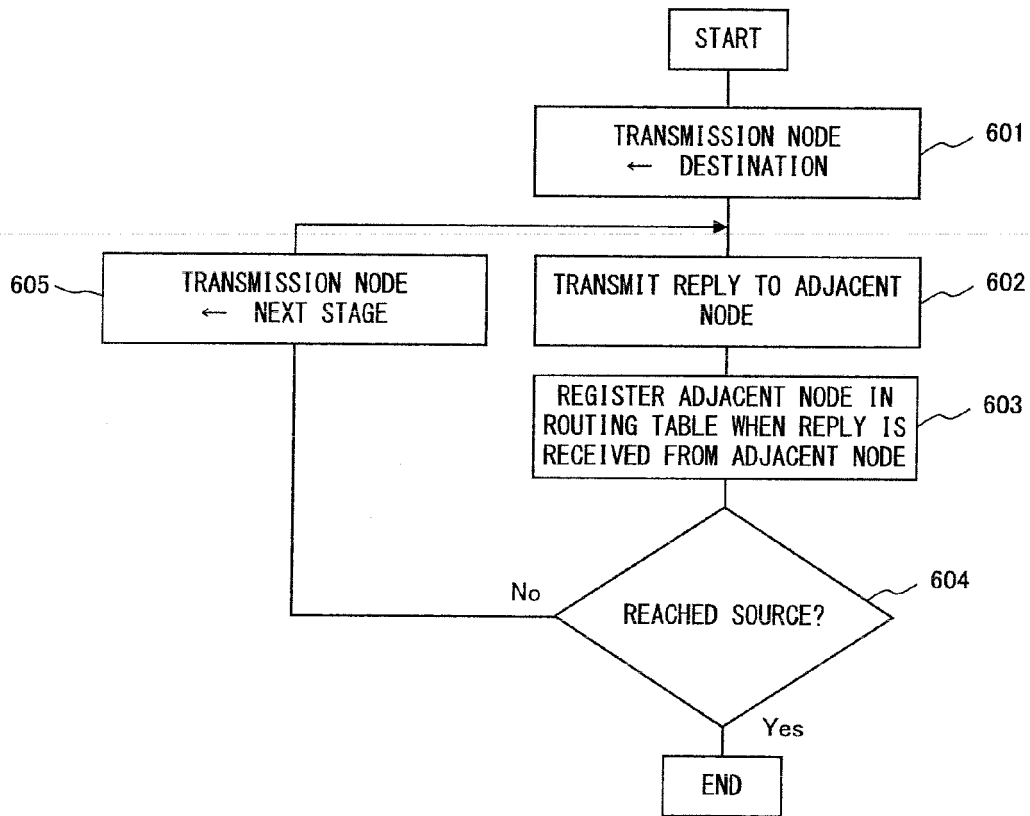 START
TRANSMISSION NODE
← DESTINATION
601
605
TRANSMISSION NODE
← NEXT STAGE
TRANSMIT REPLY TO ADJACENT
NODE
602
REGISTER ADJACENT NODE IN
ROUTING TABLE WHEN REPLY IS
RECEIVED FROM ADJACENT NODE
603
No
REACHED SOURCE?
604
Yes
END